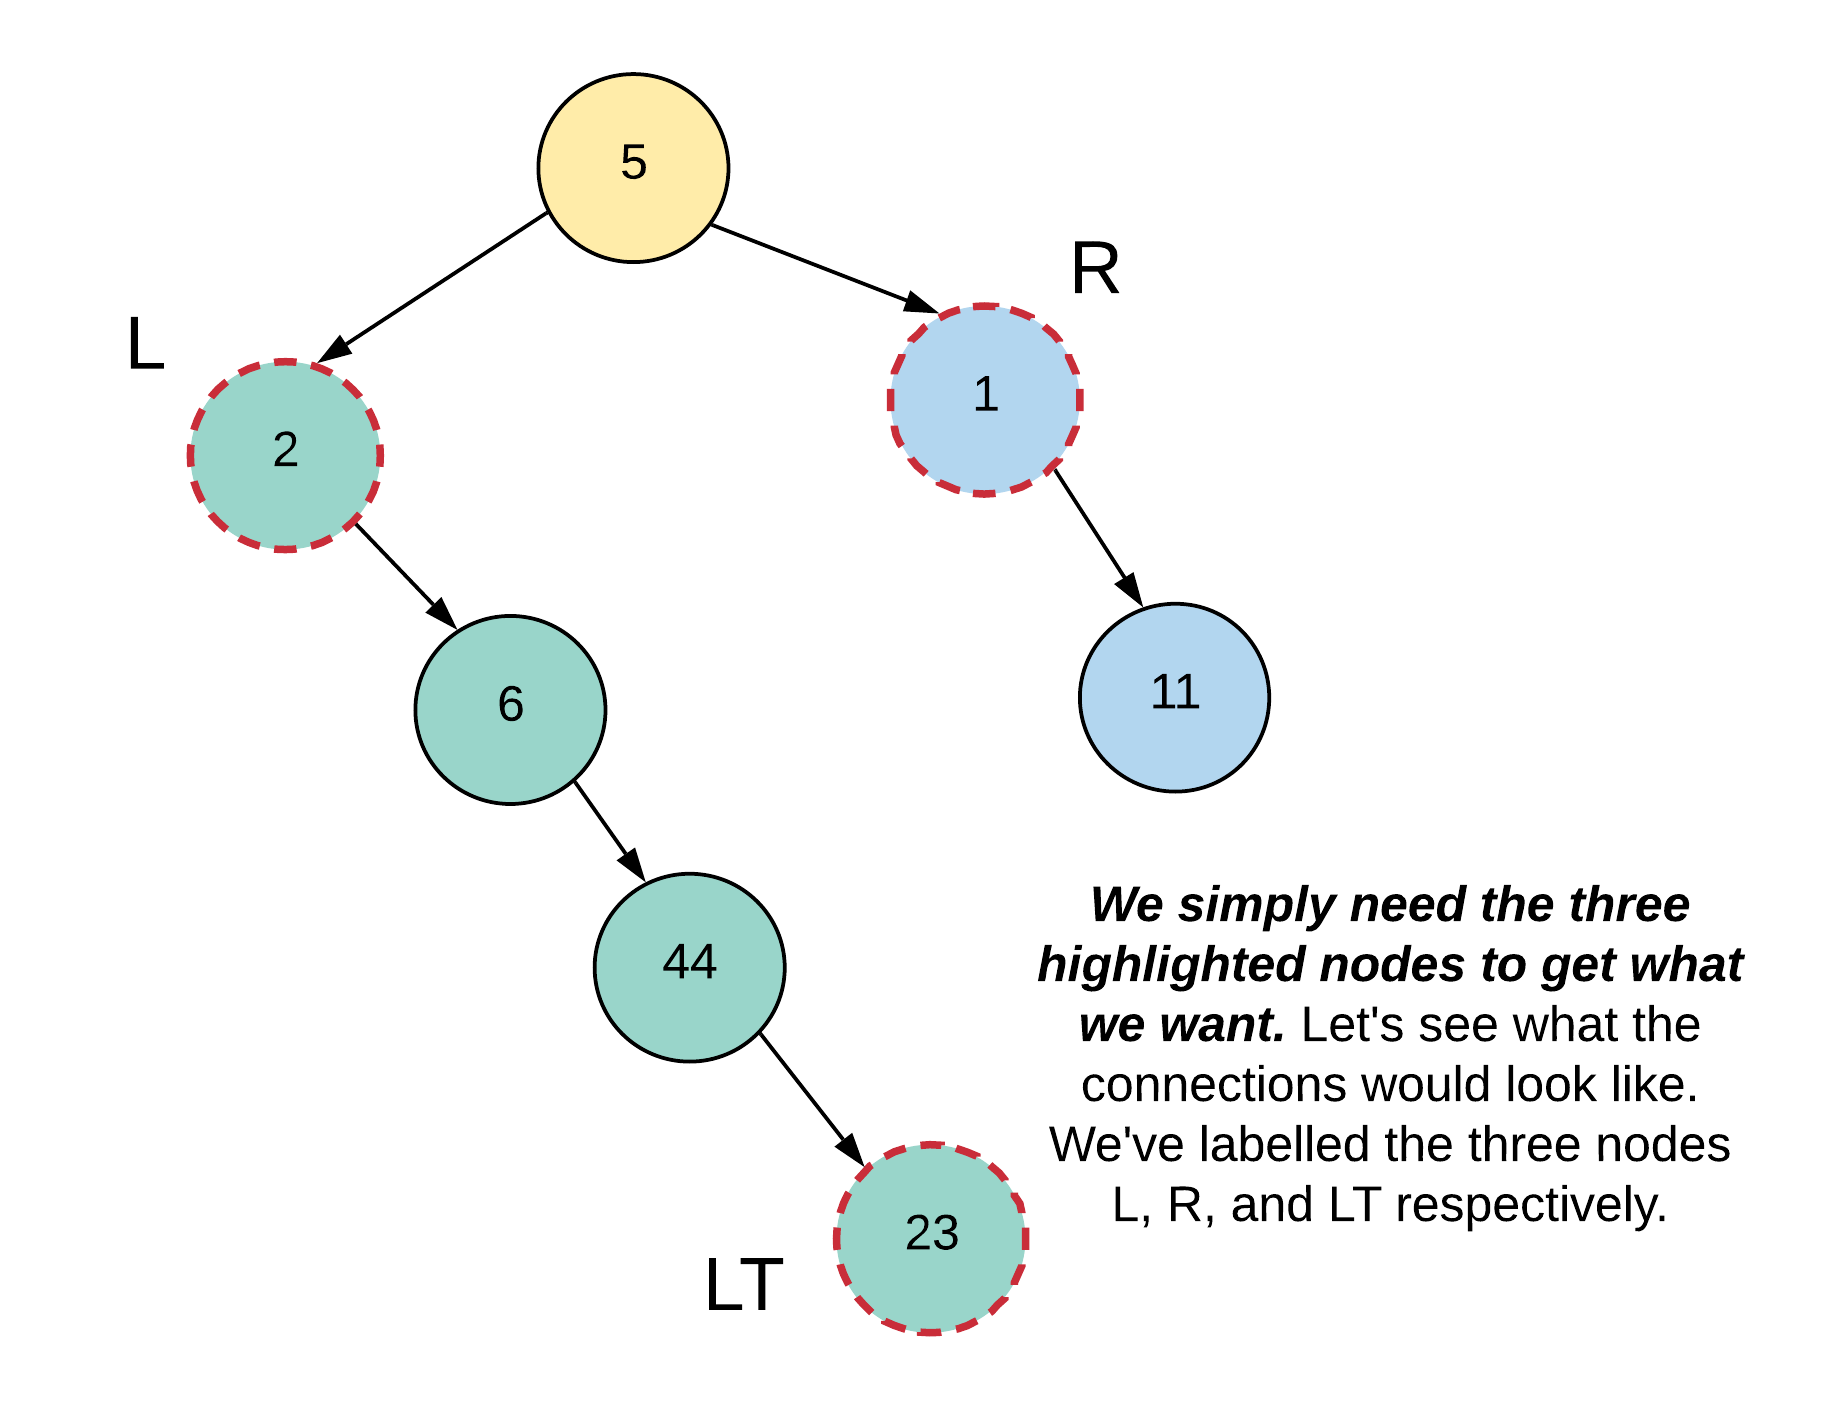 5
R
L
1
2
11
6
44
We simply need the three
highlighted nodes to get what
we want. Let's see what the
connections would look like.
We've labelled the three nodes
L, R, and LT respectively.
23
LT